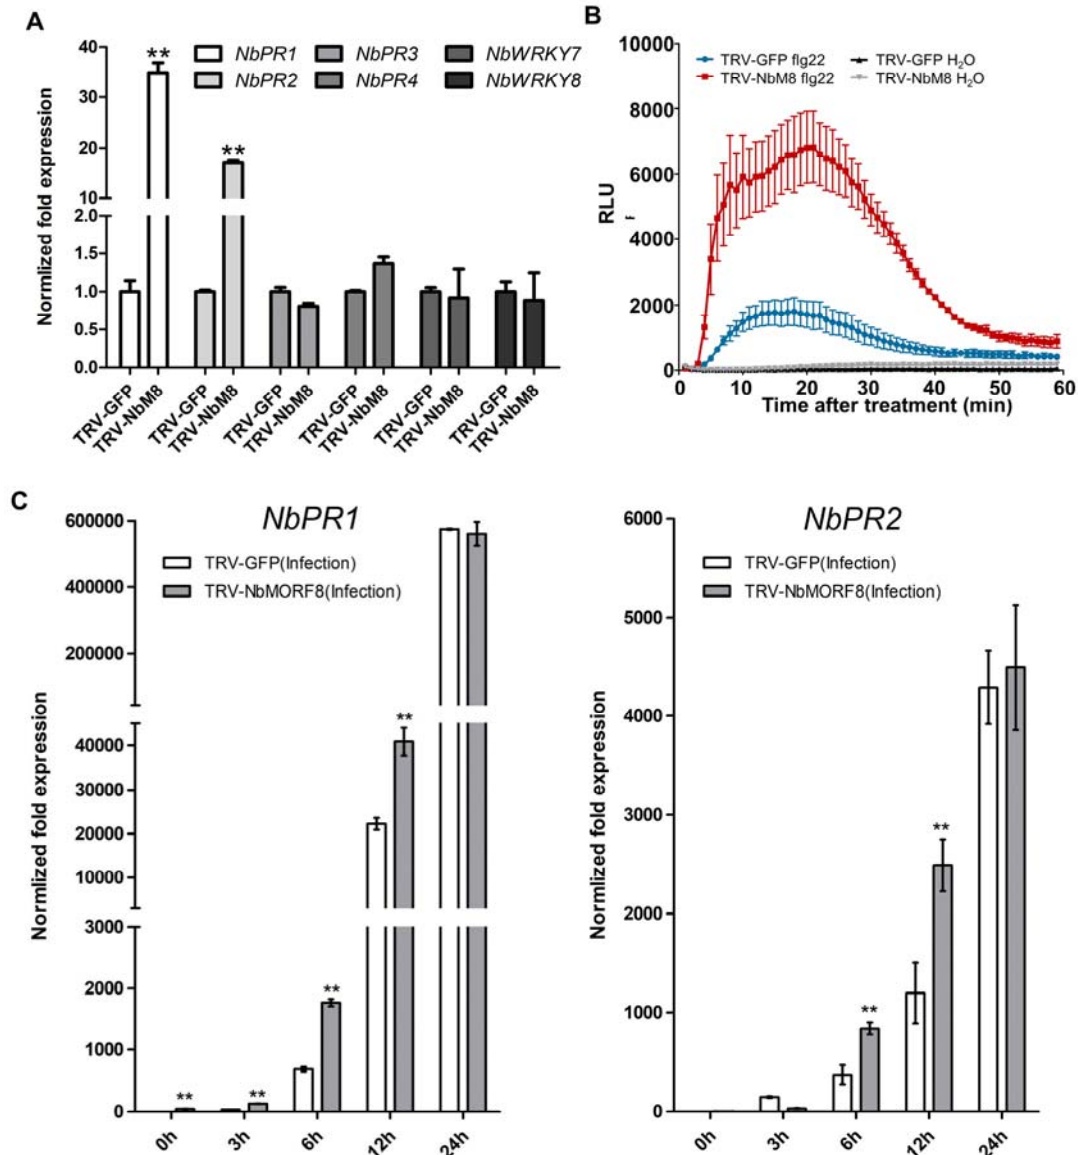 A
40
30
20
10
2.0
1.5
1.0
0.5
0.0
Normlized fold expression
**
**
NbPR1 NbPR3 NbWRKY7
NbPR2 NbPR4 NbWRKY8
TRV-GFP
TRV-NbM8
TRV-GFP
TRV-NbM8
TRV-GFP
TRV-NbM8
TRV-GFP
TRV-NbM8
TRV-GFP
TRV-NbM8
TRV-GFP
TRV-NbM8
B
10000
8000
6000
4000
2000
0
RLU
TRV-GFP flg22 TRV-GFP H₂O
TRV-NbM8 flg22 TRV-NbM8 H₂O
0 10 20 30 40 50 60
Time after treatment (min)
C
NbPR1
TRV-GFP(Infection)
TRV-NbMORF8(Infection)
600000
400000
200000
40000
30000
20000
10000
3000
2000
1000
0
Normlized fold expression
**
**
**
**
0h 3h 6h 12h 24h
NbPR2
TRV-GFP(Infection)
TRV-NbMORF8(Infection)
6000
5000
4000
3000
2000
1000
0
Normlized fold expression
**
**
0h 3h 6h 12h 24h